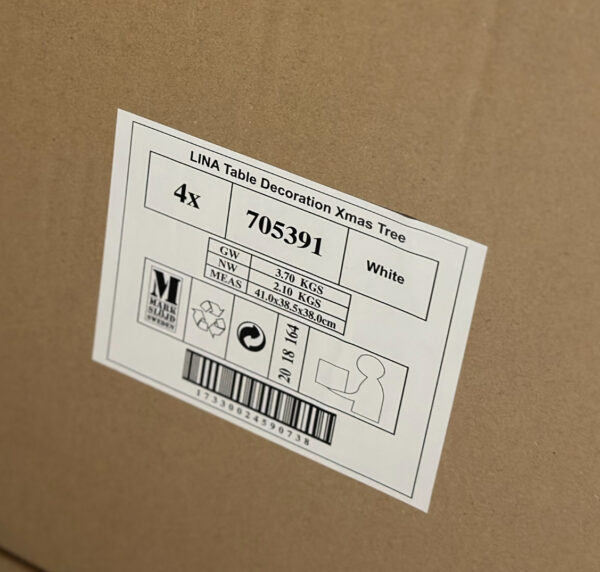 LINA Table Decoration Xmas Tree
4x
705391
White
GW 3.70 KGS
NW 2.10 KGS
MEAS 41.0x38.5x38.0cm
M
MARK
SLÖJD
SWEDEN
20 18 164
17330024590738